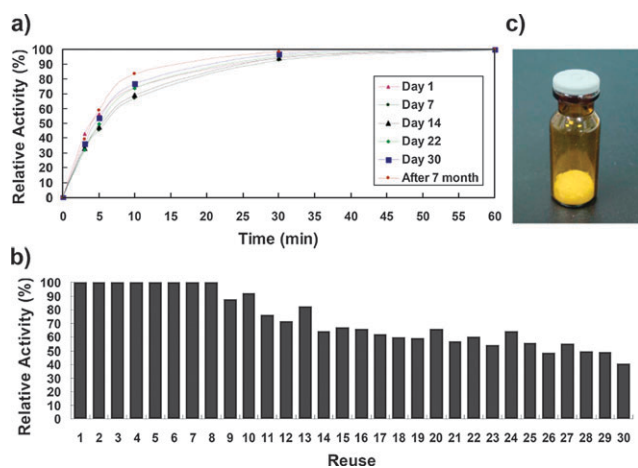 a)
Relative Activity (%)
100
90
80
70
60
50
40
30
20
10
0
0 5 10 15 20 25 30 35 40 45 50 55 60
Time (min)
Day 1
Day 7
Day 14
Day 22
Day 30
After 7 month
c)
b)
Relative Activity (%)
100
90
80
70
60
50
40
30
20
10
0
1 2 3 4 5 6 7 8 9 10 11 12 13 14 15 16 17 18 19 20 21 22 23 24 25 26 27 28 29 30
Reuse